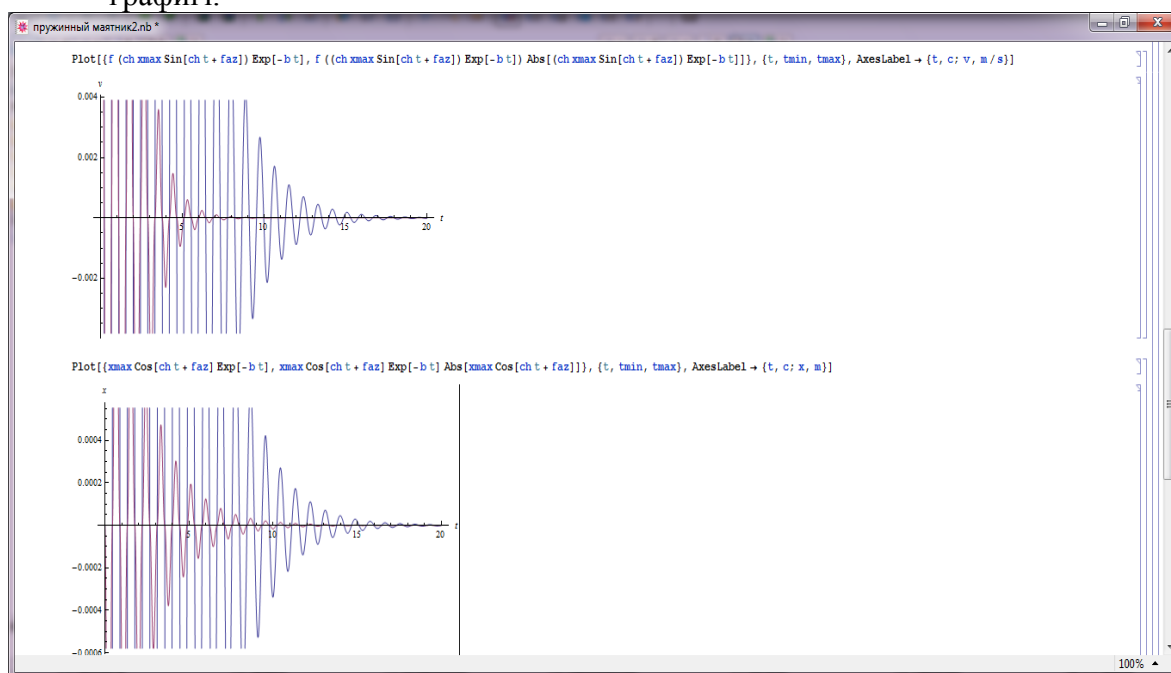 график1.
пружинный маятник2.nb *
Plot[{f (ch xmax Sin[ch t + faz]) Exp[-b t], f ((ch xmax Sin[ch t + faz]) Exp[-b t]) Abs[(ch xmax Sin[ch t + faz]) Exp[-b t]]}, {t, tmin, tmax}, AxesLabel → {t, c; v, m / s}]
v
0.004
0.002
5 10 15 20 t
-0.002
Plot[{xmax Cos[ch t + faz] Exp[-b t], xmax Cos[ch t + faz] Exp[-b t] Abs[xmax Cos[ch t + faz]]}, {t, tmin, tmax}, AxesLabel → {t, c; x, m}]
x
0.0004
0.0002
5 10 15 20 t
-0.0002
-0.0004
-0.0006
100%